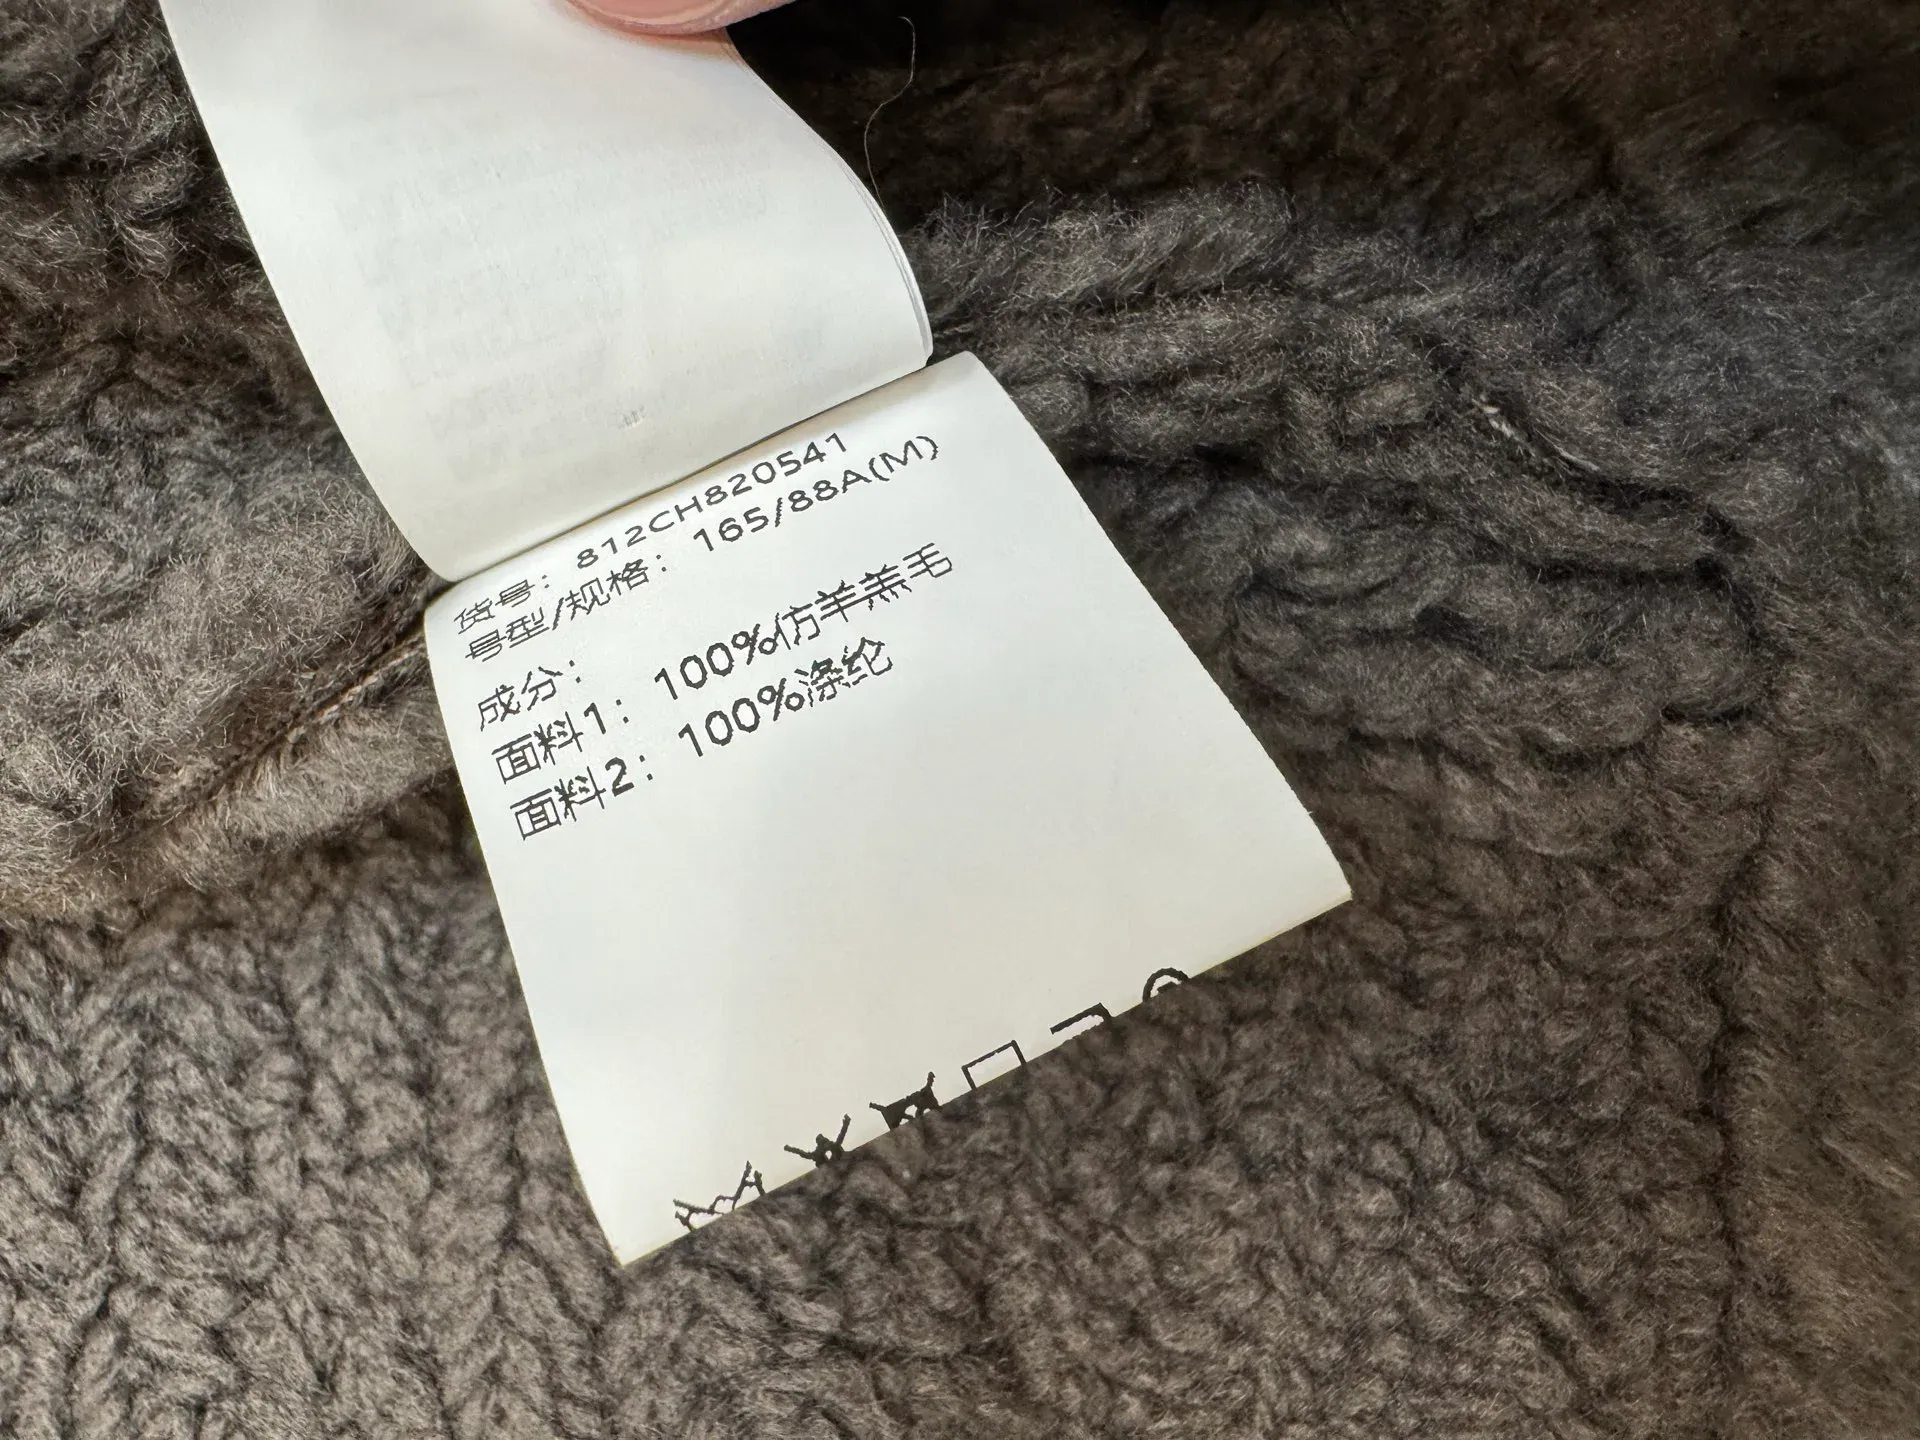 货号：812CH820541
号型/规格：165/88A(M)
成分：
面料1：100%仿羊羔毛
面料2：100%涤纶